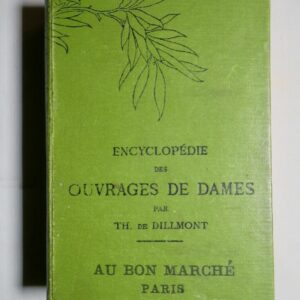 ENCYCLOPÉDIE
DES
OUVRAGES DE DAMES
PAR
TH. DE DILLMONT
AU BON MARCHÉ
PARIS